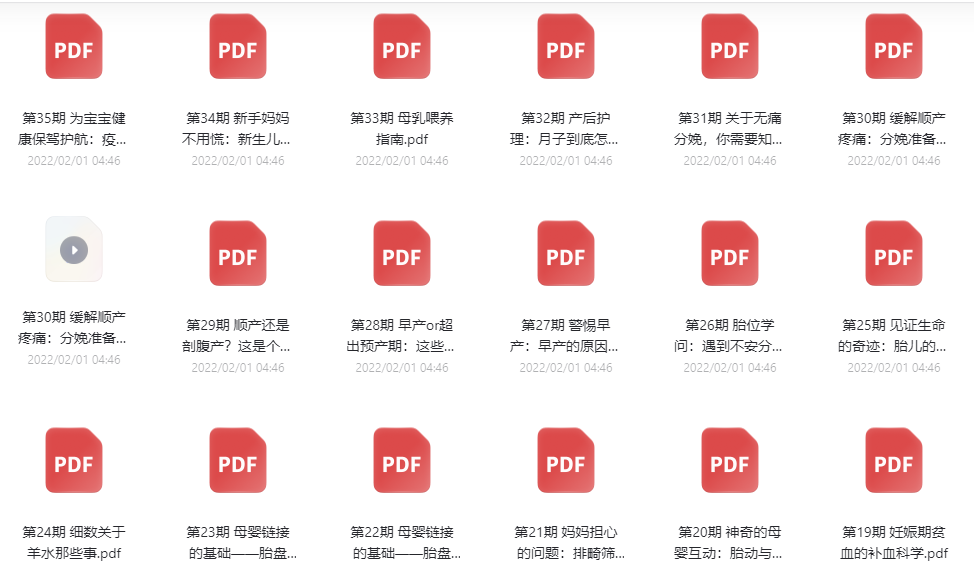 PDF
PDF
PDF
PDF
PDF
PDF
第35期 为宝宝健
康保驾护航：疫...
2022/02/01 04:46
第34期 新手妈妈
不用慌：新生儿...
2022/02/01 04:46
第33期 母乳喂养
指南.pdf
2022/02/01 04:46
第32期 产后护
理：月子到底怎...
2022/02/01 04:46
第31期 关于无痛
分娩，你需要知...
2022/02/01 04:46
第30期 缓解顺产
疼痛：分娩准备...
2022/02/01 04:46
PDF
PDF
PDF
PDF
PDF
第30期 缓解顺产
疼痛：分娩准备...
2022/02/01 04:46
第29期 顺产还是
剖腹产？这是个...
2022/02/01 04:46
第28期 早产or超
出预产期：这些...
2022/02/01 04:46
第27期 警惕早
产：早产的原因...
2022/02/01 04:46
第26期 胎位学
问：遇到不安分...
2022/02/01 04:46
第25期 见证生命
的奇迹：胎儿的...
2022/02/01 04:46
PDF
PDF
PDF
PDF
PDF
PDF
第24期 细数关于
羊水那些事.pdf
第23期 母婴链接
的基础——胎盘...
第22期 母婴链接
的基础——胎盘...
第21期 妈妈担心
的问题：排畸筛...
第20期 神奇的母
婴互动：胎动与...
第19期 妊娠期贫
血的补血科学.pdf